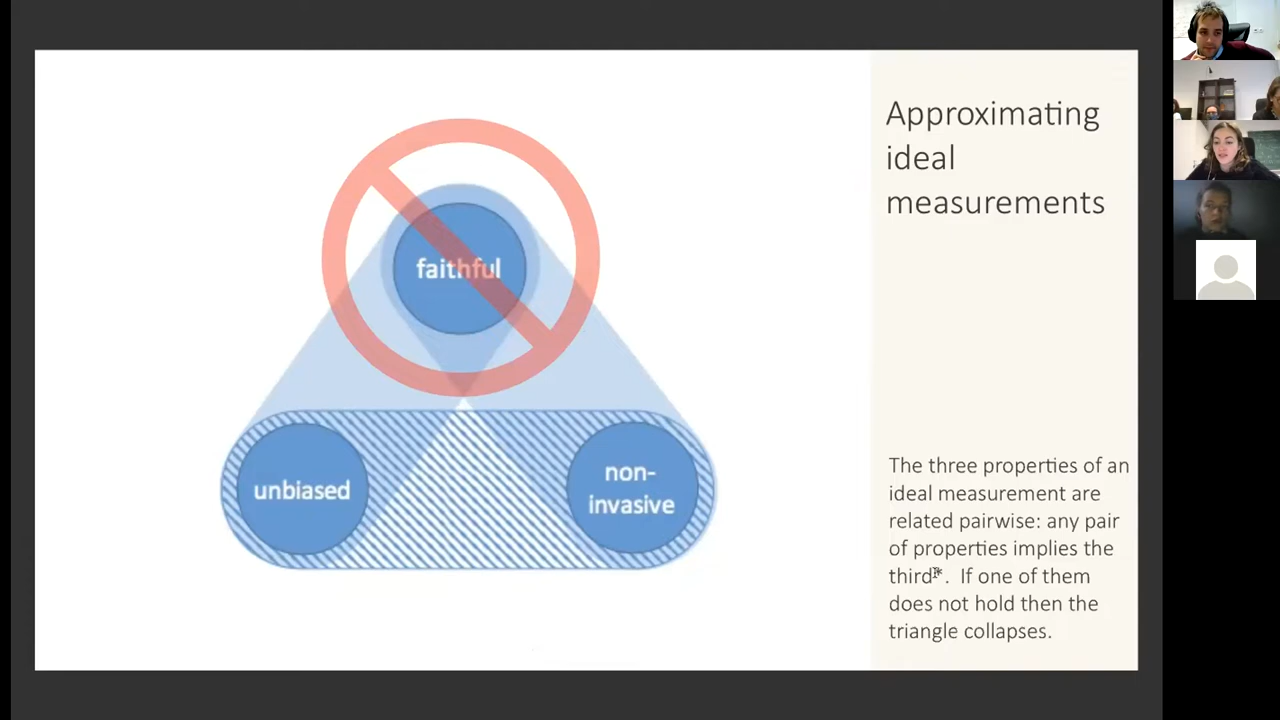 faithful
unbiased
non-
invasive
Approximating
ideal
measurements
The three properties of an
ideal measurement are
related pairwise: any pair
of properties implies the
third*. If one of them
does not hold then the
triangle collapses.